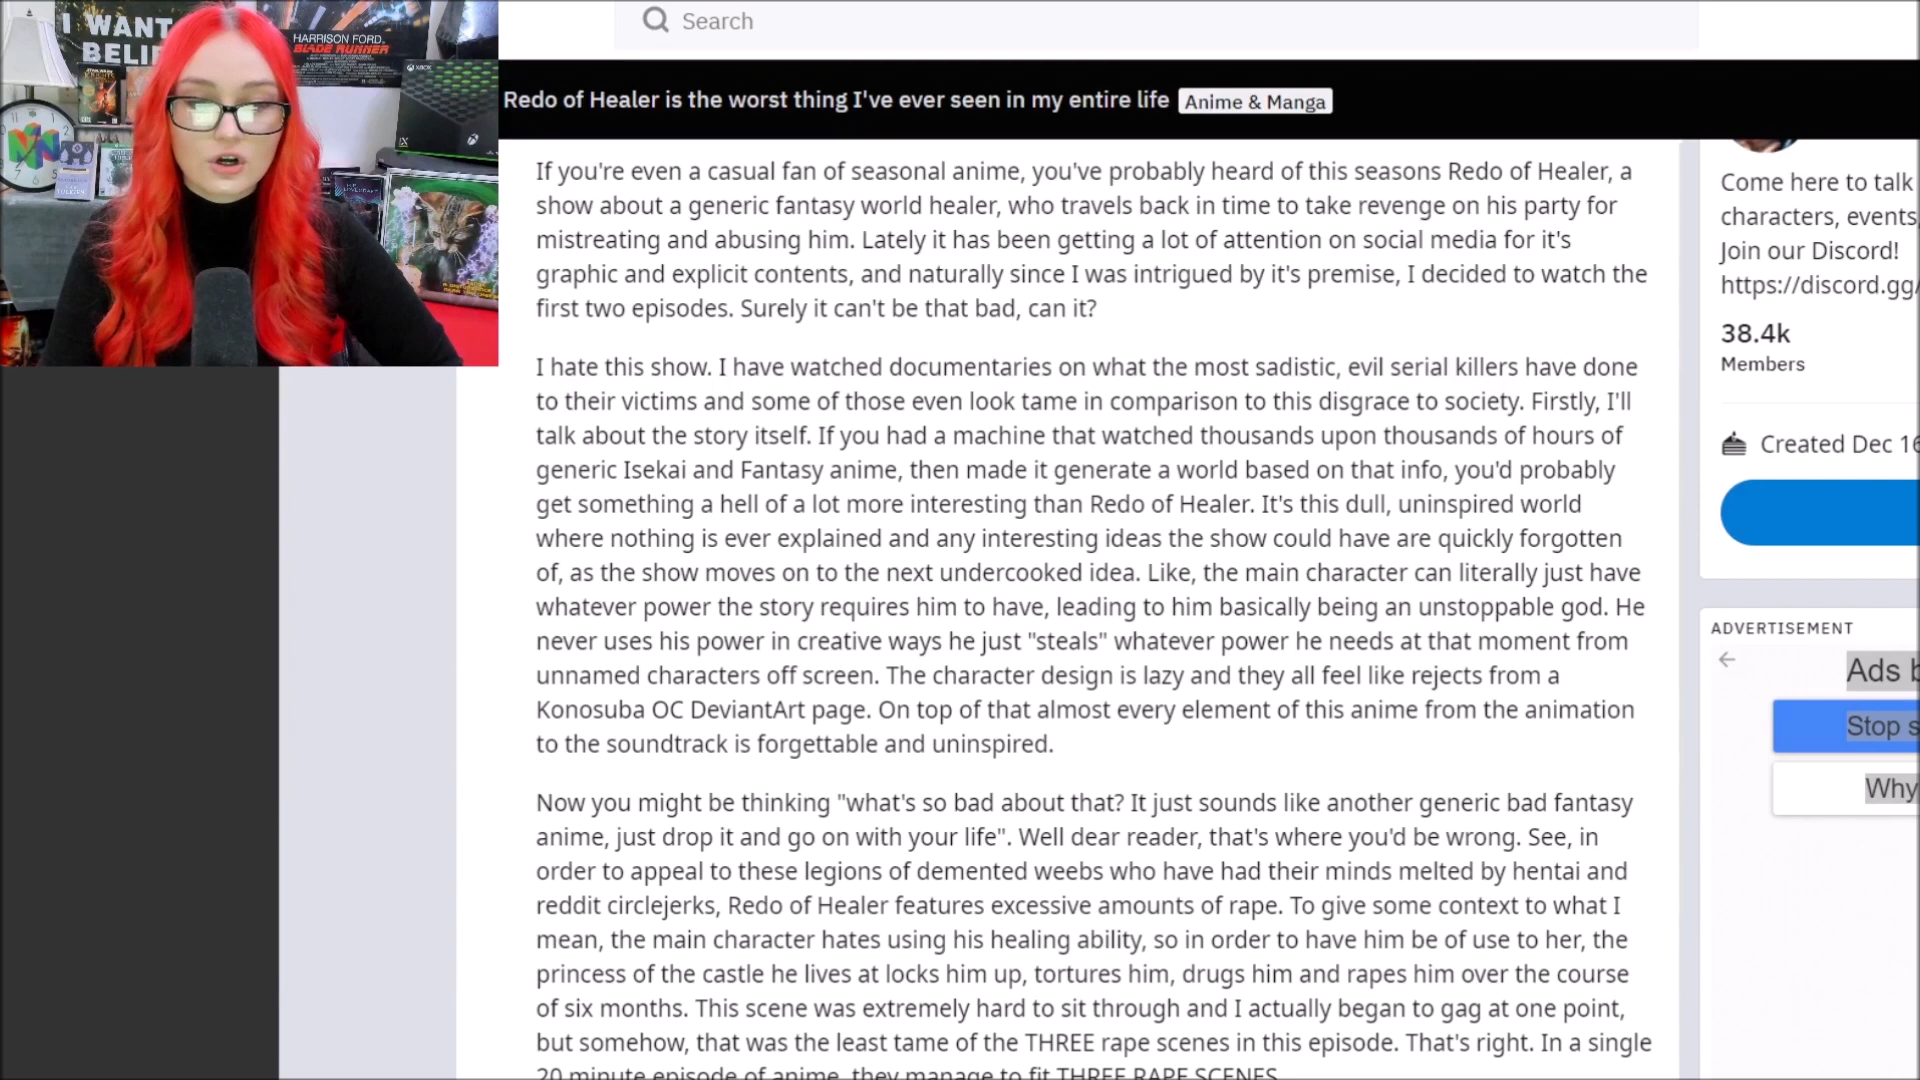 I WANT
BELI
HARRISON FORD.
BLADE RUNNER
XBOX
Search
Redo of Healer is the worst thing I've ever seen in my entire life Anime & Manga
If you're even a casual fan of seasonal anime, you've probably heard of this seasons Redo of Healer, a
show about a generic fantasy world healer, who travels back in time to take revenge on his party for
mistreating and abusing him. Lately it has been getting a lot of attention on social media for it's
graphic and explicit contents, and naturally since I was intrigued by it's premise, I decided to watch the
first two episodes. Surely it can't be that bad, can it?
I hate this show. I have watched documentaries on what the most sadistic, evil serial killers have done
to their victims and some of those even look tame in comparison to this disgrace to society. Firstly, I'll
talk about the story itself. If you had a machine that watched thousands upon thousands of hours of
generic Isekai and Fantasy anime, then made it generate a world based on that info, you'd probably
get something a hell of a lot more interesting than Redo of Healer. It's this dull, uninspired world
where nothing is ever explained and any interesting ideas the show could have are quickly forgotten
of, as the show moves on to the next undercooked idea. Like, the main character can literally just have
whatever power the story requires him to have, leading to him basically being an unstoppable god. He
never uses his power in creative ways he just "steals" whatever power he needs at that moment from
unnamed characters off screen. The character design is lazy and they all feel like rejects from a
Konosuba OC DeviantArt page. On top of that almost every element of this anime from the animation
to the soundtrack is forgettable and uninspired.
Now you might be thinking "what's so bad about that? It just sounds like another generic bad fantasy
anime, just drop it and go on with your life". Well dear reader, that's where you'd be wrong. See, in
order to appeal to these legions of demented weebs who have had their minds melted by hentai and
reddit circlejerks, Redo of Healer features excessive amounts of rape. To give some context to what I
mean, the main character hates using his healing ability, so in order to have him be of use to her, the
princess of the castle he lives at locks him up, tortures him, drugs him and rapes him over the course
of six months. This scene was extremely hard to sit through and I actually began to gag at one point,
but somehow, that was the least tame of the THREE rape scenes in this episode. That's right. In a single
20 minute episode of anime, they manage to fit THREE RAPE SCENES
Come here to talk
characters, events,
Join our Discord!
https://discord.gg/
38.4k
Members
Created Dec 16
ADVERTISEMENT
Ads b
Stop s
Why